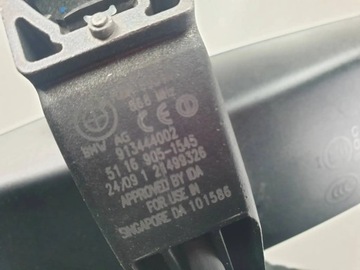 868 MHz
BMW AG
913444002
51 16 905-1545
24/09 1 21499326
APPROVED BY IDA
FOR USE IN
SINGAPORE DA 101586